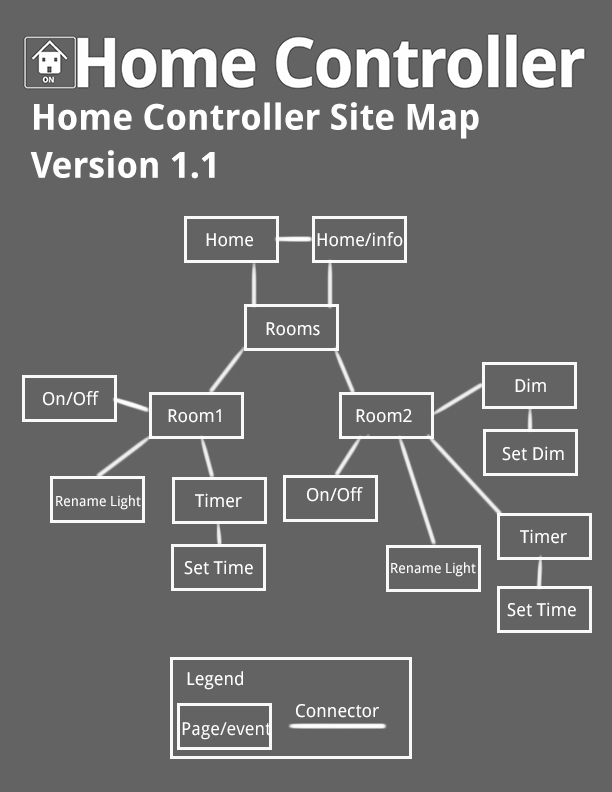 ON
Home Controller
Home Controller Site Map
Version 1.1
Home
Home/info
Rooms
On/Off
Room1
Room2
Dim
Set Dim
Rename Light
Timer
On/Off
Timer
Set Time
Rename Light
Set Time
Legend
Page/event
Connector